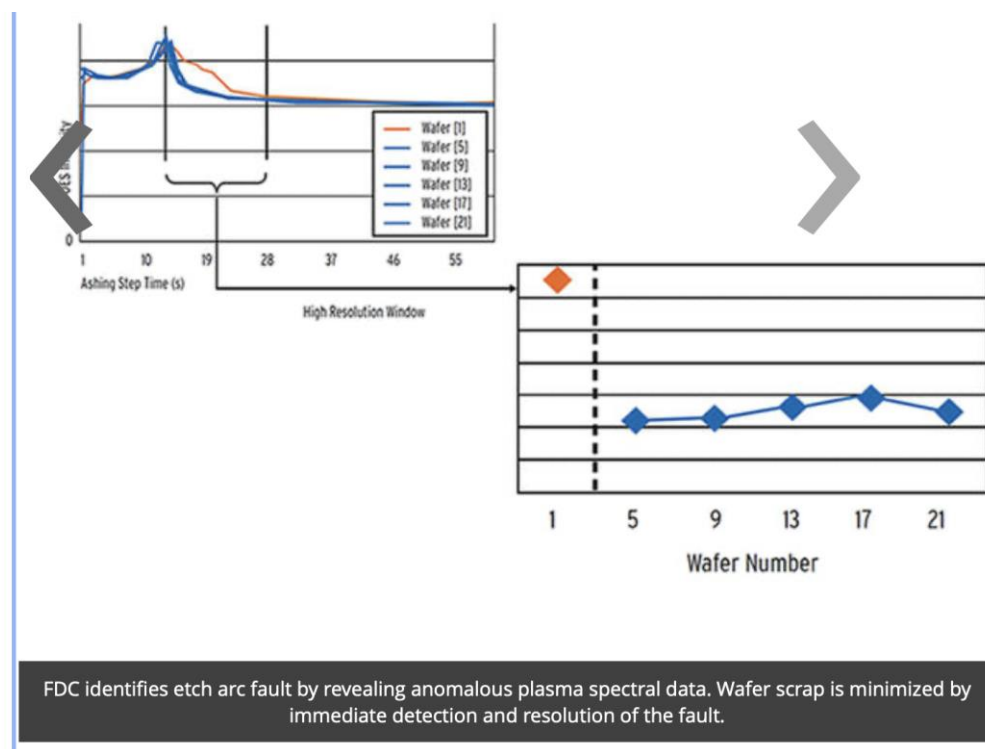 Wafer [1]
Wafer [5]
Wafer [9]
Wafer [13]
Wafer [17]
Wafer [21]
0
1 10 19 28 37 46 55
Ashing Step Time (s)
High Resolution Window
1 5 9 13 17 21
Wafer Number
FDC identifies etch arc fault by revealing anomalous plasma spectral data. Wafer scrap is minimized by
immediate detection and resolution of the fault.